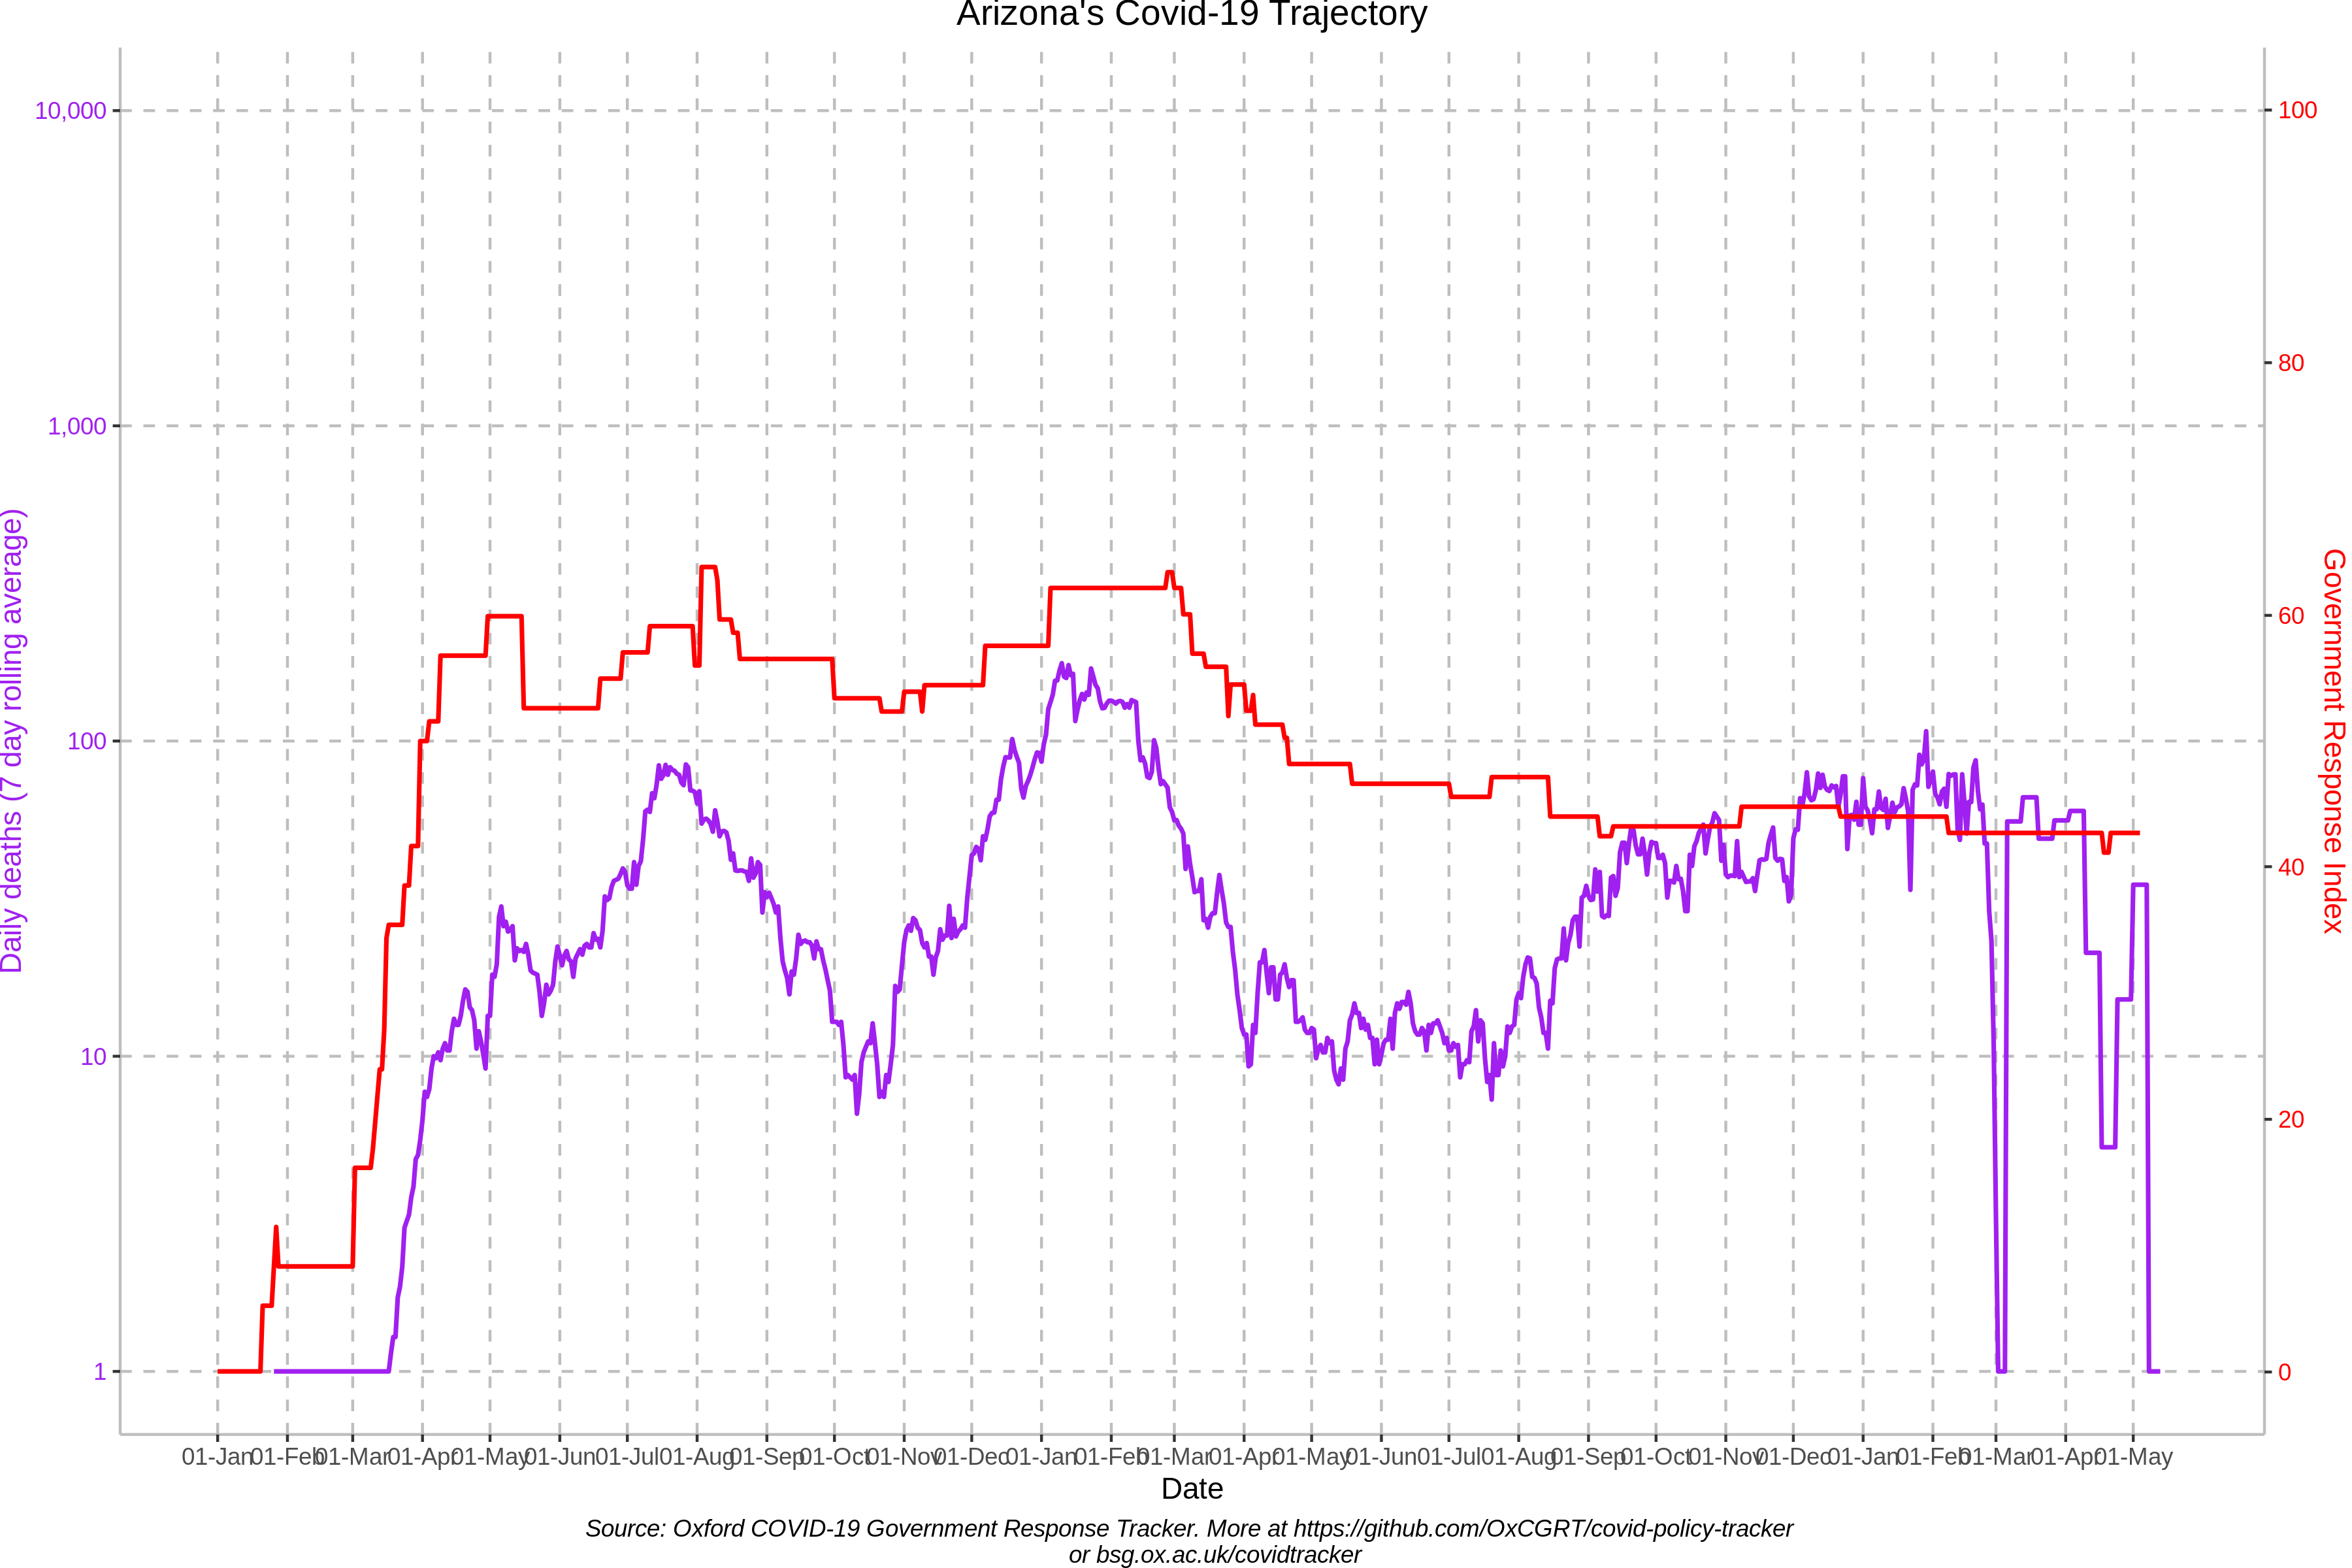 Arizona's Covid-19 Trajectory
10,000
1,000
100
10
1
Daily deaths (7 day rolling average)
100
80
60
40
20
0
Government Response Index
01-Jan
01-Feb
01-Mar
01-Apr
01-May
01-Jun
01-Jul
01-Aug
01-Sep
01-Oct
01-Nov
01-Dec
01-Jan
01-Feb
01-Mar
01-Apr
01-May
01-Jun
01-Jul
01-Aug
01-Sep
01-Oct
01-Nov
01-Dec
01-Jan
01-Feb
01-Mar
01-Apr
01-May
Date
Source: Oxford COVID-19 Government Response Tracker. More at https://github.com/OxCGRT/covid-policy-tracker
or bsg.ox.ac.uk/covidtracker